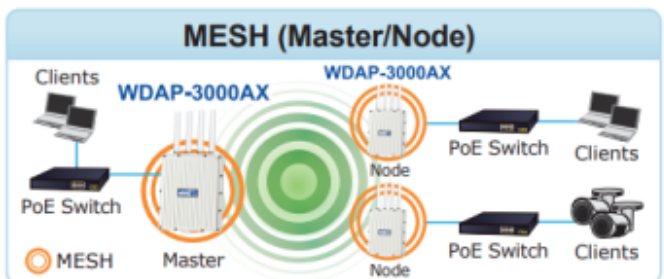 MESH (Master/Node)
Clients
WDAP-3000AX
WDAP-3000AX
PoE Switch
Master
Node
PoE Switch
Clients
Node
PoE Switch
Clients
MESH